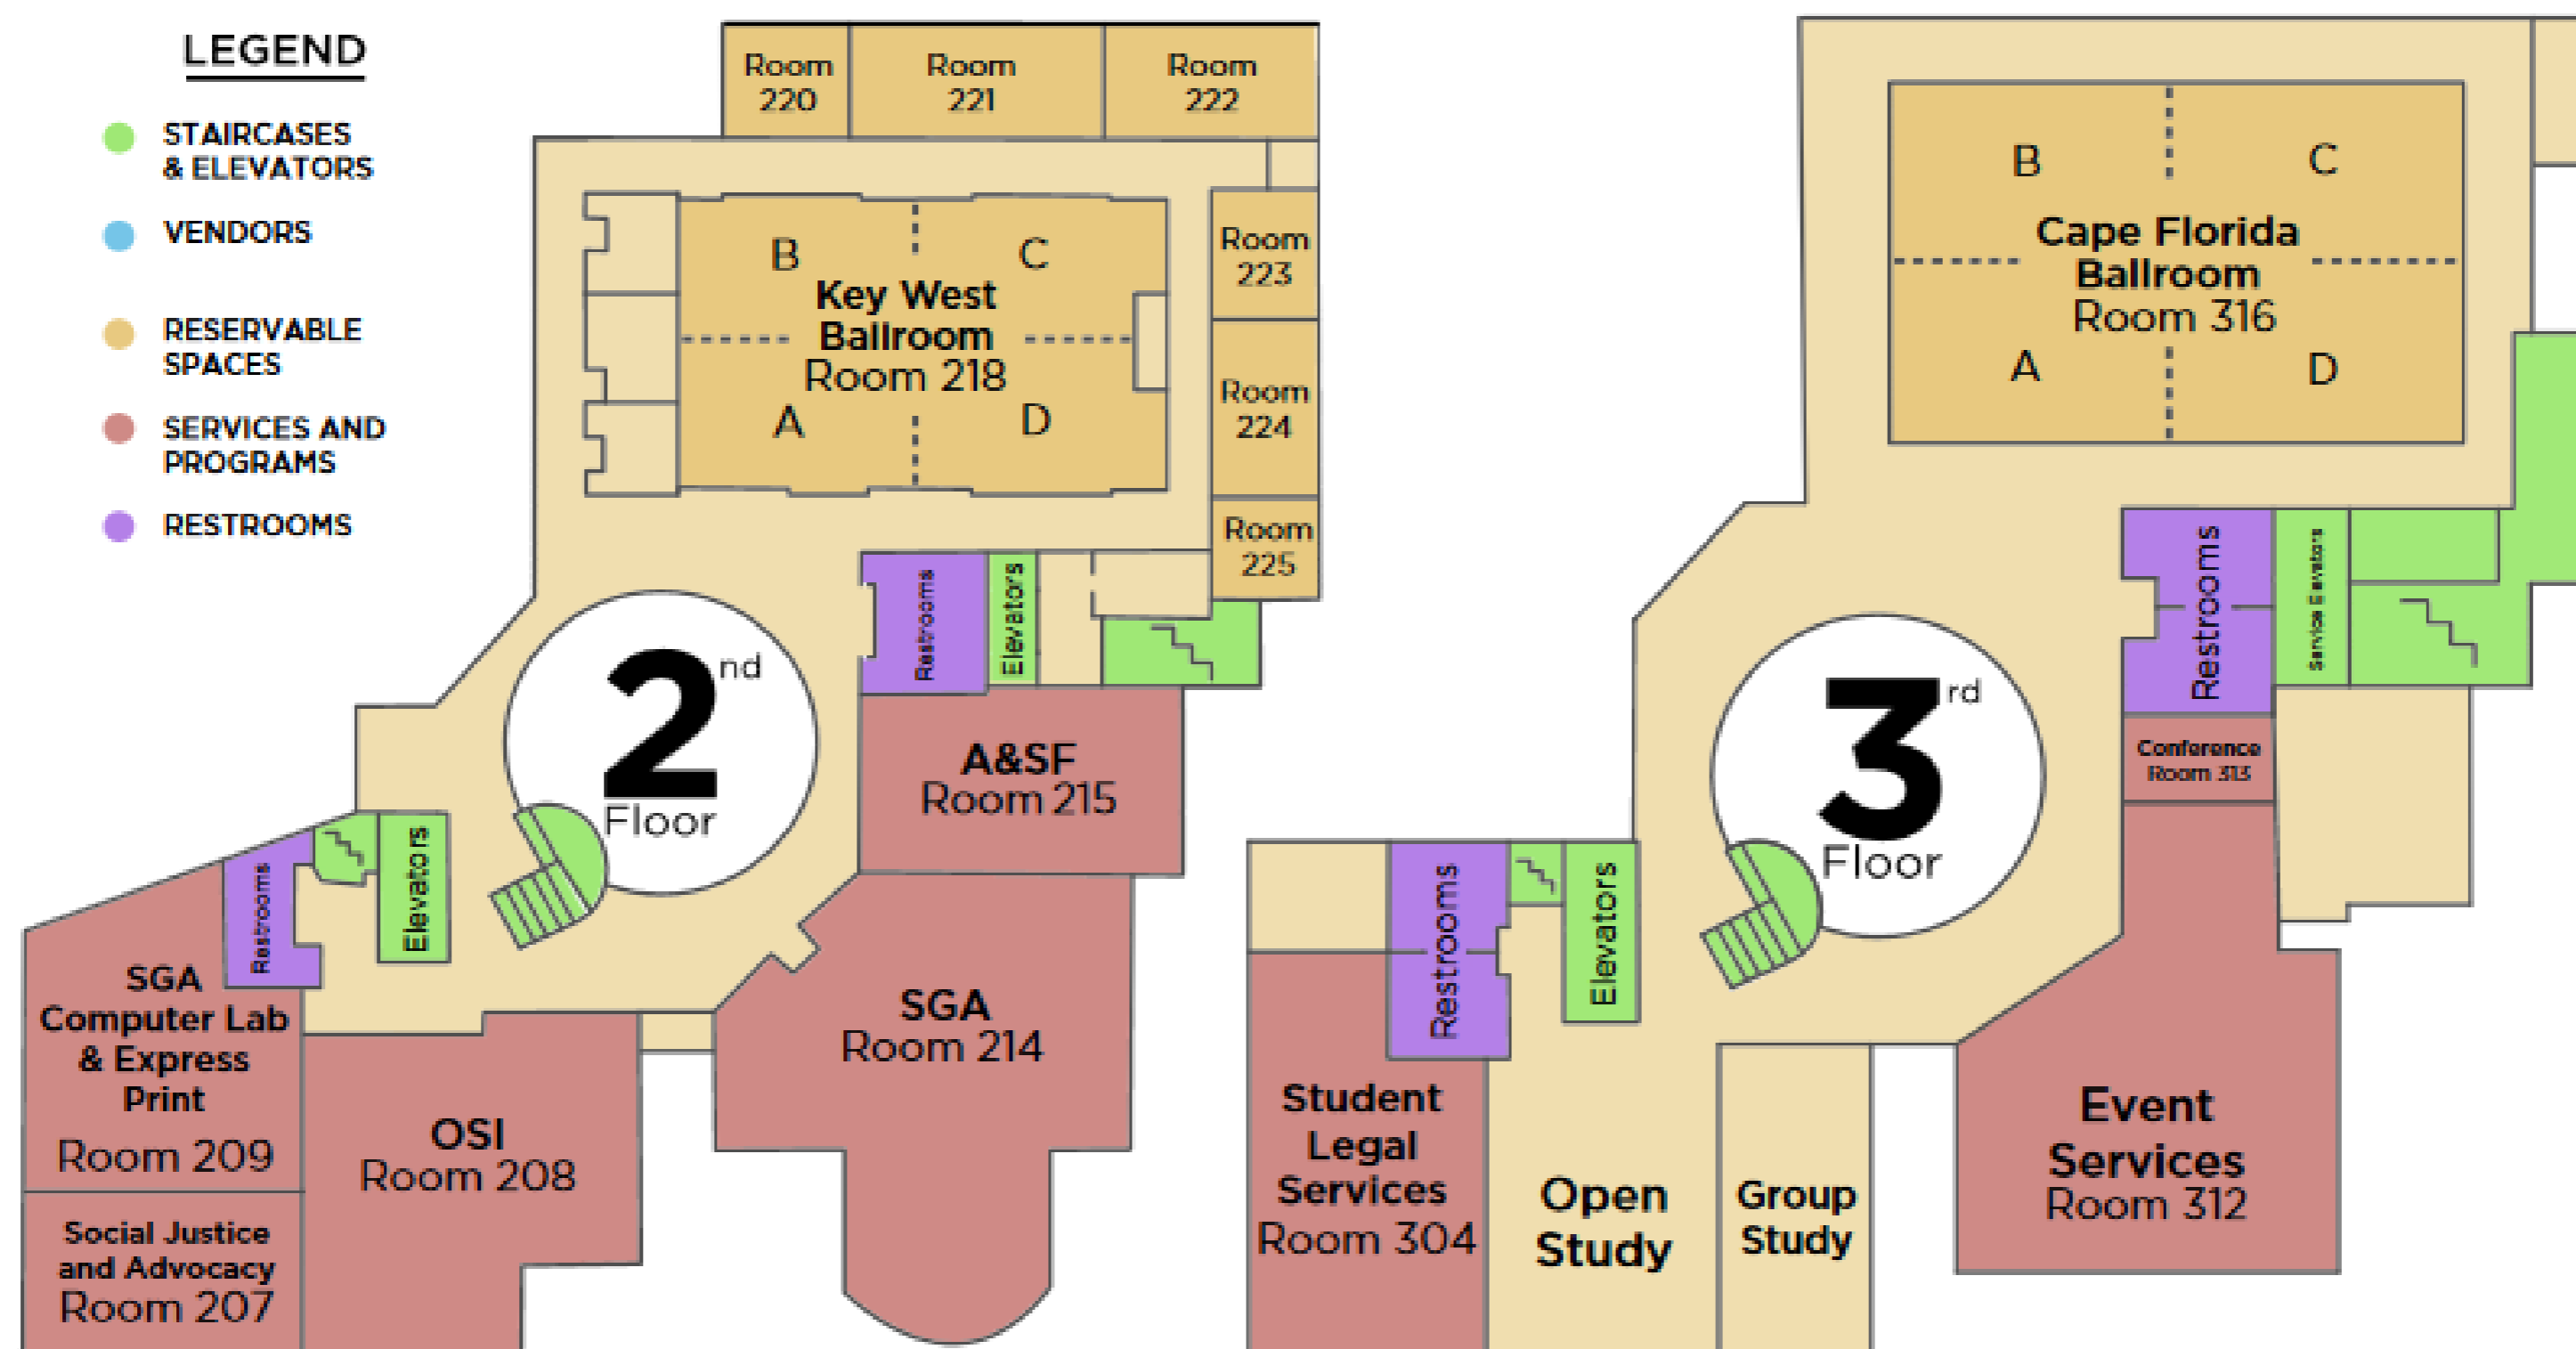 LEGEND
STAIRCASES
& ELEVATORS
VENDORS
RESERVABLE
SPACES
SERVICES AND
PROGRAMS
RESTROOMS
Room
220
Room
221
Room
222
B
C
Key West
Ballroom
Room 218
A
D
Room
223
Room
224
Room
225
Restrooms
Elevators
2nd
Floor
A&SF
Room 215
Restrooms
Elevators
SGA
Computer Lab
& Express
Print
Room 209
OSI
Room 208
SGA
Room 214
Social Justice
and Advocacy
Room 207
B
C
Cape Florida
Ballroom
Room 316
A
D
Restrooms
Service Elevators
3rd
Floor
Conference
Room 313
Restrooms
Elevators
Student
Legal
Services
Room 304
Open
Study
Group
Study
Event
Services
Room 312